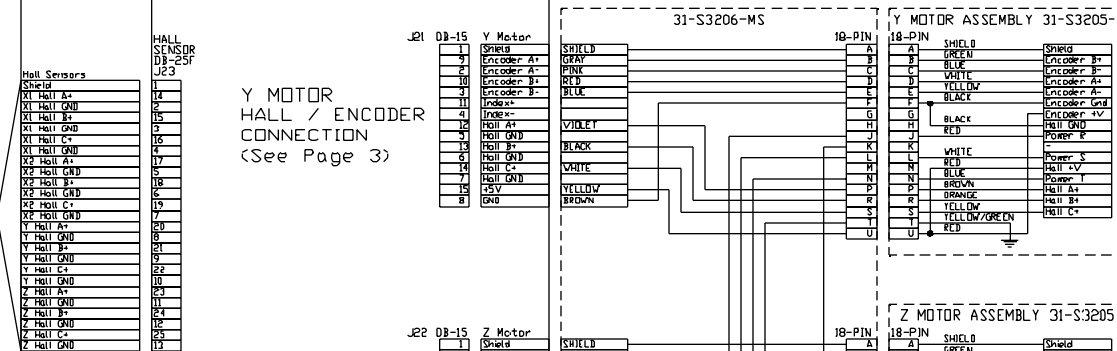 31-S3206-MS
Y MOTOR ASSEMBLY 31-S3205-
HALL
SENSOR
DB-25F
J23
Hall Sensors
Shield 1
X1 Hall A+ 14
X1 Hall GND 2
X1 Hall B+ 15
X1 Hall GND 3
X1 Hall C+ 16
X1 Hall GND 4
X2 Hall A+ 17
X2 Hall GND 5
X2 Hall B+ 18
X2 Hall GND 6
X2 Hall C+ 19
X2 Hall GND 7
Y Hall A+ 20
Y Hall GND 8
Y Hall B+ 21
Y Hall GND 9
Y Hall C+ 22
Y Hall GND 10
Z Hall A+ 23
Z Hall GND 11
Z Hall B+ 24
Z Hall GND 12
Z Hall C+ 25
Z Hall GND 13
Y MOTOR
HALL / ENCODER
CONNECTION
(See Page 3)
J21 DB-15 Y Motor
1 Shield SHIELD
9 Encoder A+ GRAY
2 Encoder A- PINK
10 Encoder B+ RED
3 Encoder B- BLUE
11 Index+
4 Index-
12 Hall A+ VIOLET
5 Hall GND
13 Hall B+ BLACK
6 Hall GND
14 Hall C+ WHITE
7 Hall GND
15 +5V YELLOW
8 GND BROWN
18-PIN
A
B
C
D
E
F
G
H
J
K
L
M
N
P
R
S
T
U
18-PIN
A SHIELD Shield
B GREEN Encoder B+
C BLUE Encoder B-
D WHITE Encoder A+
E YELLOW Encoder A-
F BLACK Encoder Gnd
G Encoder +V
H BLACK Hall GND
J RED Power R
K -
L WHITE Power S
M RED Hall +V
N BLUE Power T
P BROWN Hall A+
R ORANGE Hall B+
S YELLOW Hall C+
T YELLOW/GREEN
U RED
Z MOTOR ASSEMBLY 31-S3205
J22 DB-15 Z Motor
1 Shield SHIELD
18-PIN
A
18-PIN
A SHIELD Shield
GREEN